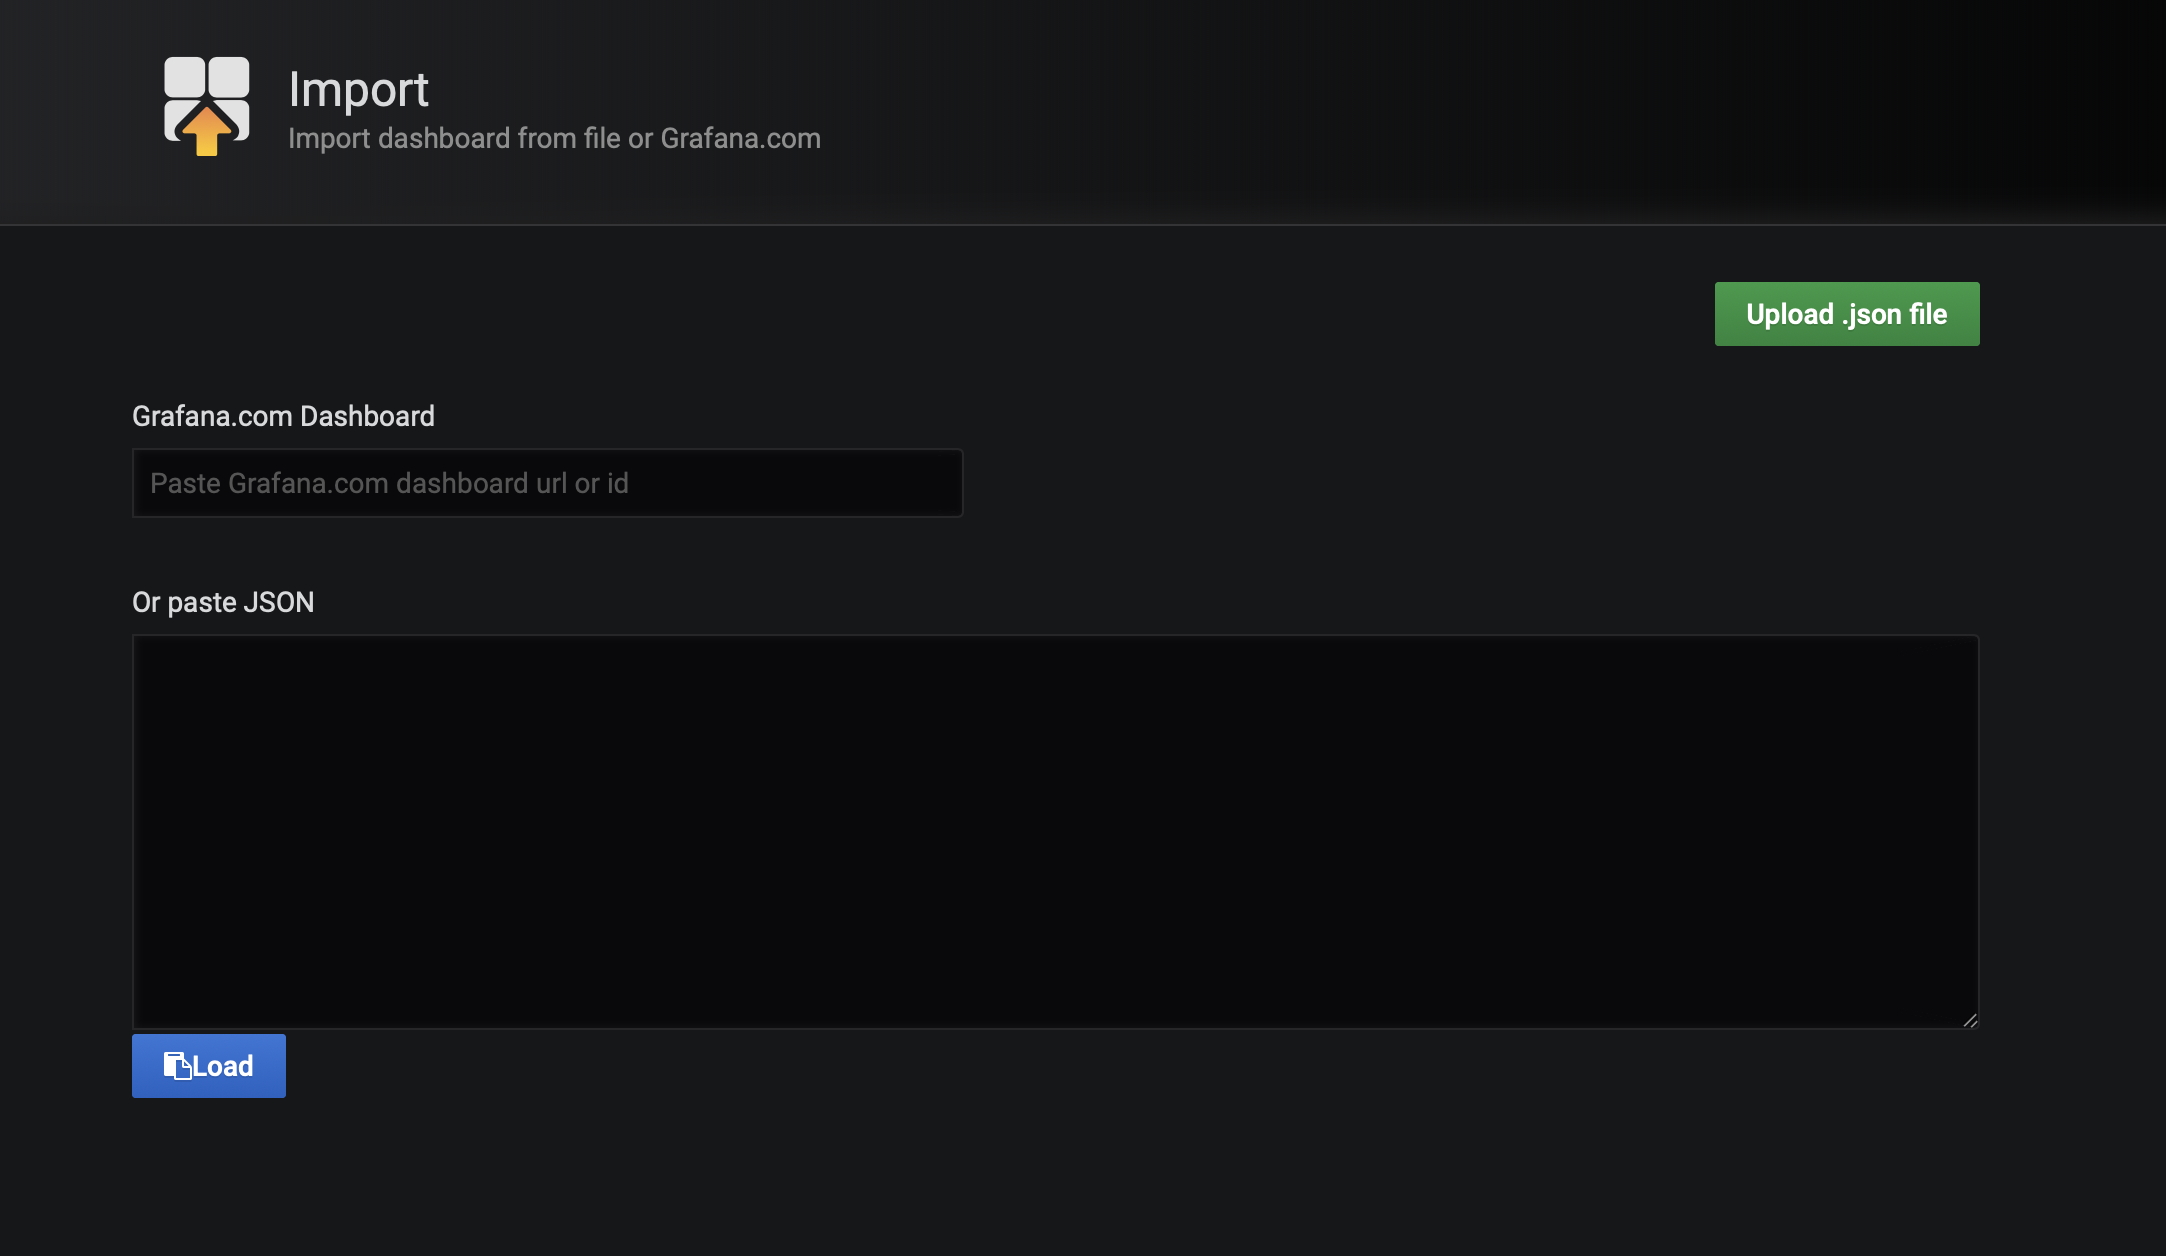 Import
Import dashboard from file or Grafana.com
Upload .json file
Grafana.com Dashboard
Paste Grafana.com dashboard url or id
Or paste JSON
Load